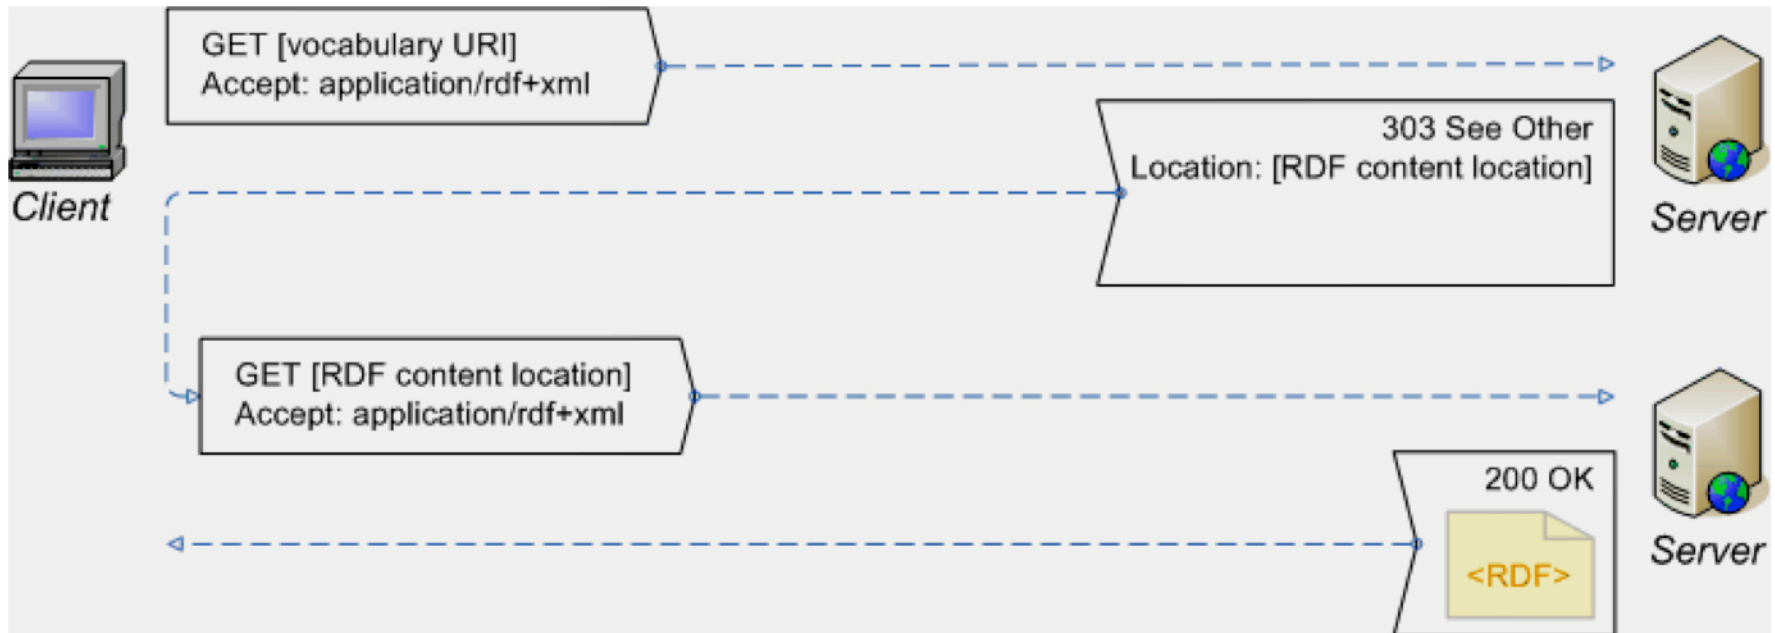 GET [vocabulary URI]
Accept: application/rdf+xml
303 See Other
Location: [RDF content location]
Client
Server
GET [RDF content location]
Accept: application/rdf+xml
200 OK
<RDF>
Server